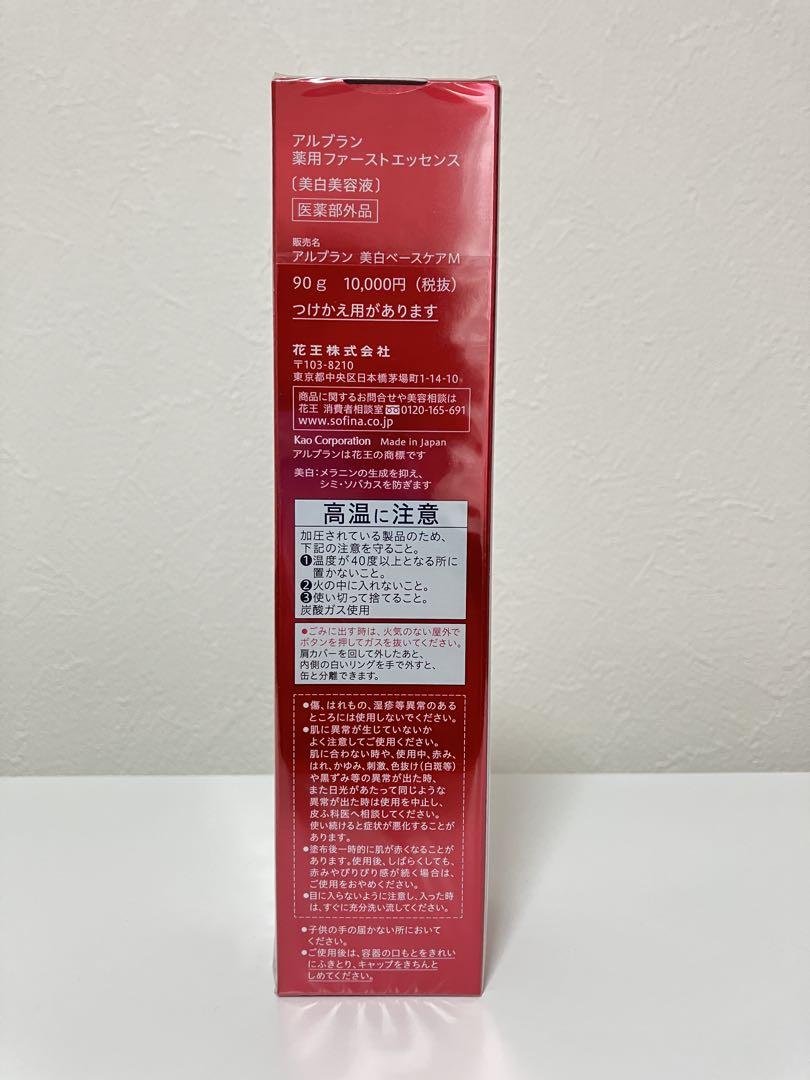 アルブラン
薬用ファーストエッセンス
〔美白美容液〕
医薬部外品
販売名
アルブラン 美白ベースケアM
90g 10,000円(税抜)
つけかえ用があります
花王株式会社
〒103-8210
東京都中央区日本橋茅場町1-14-10
商品に関するお問合せや美容相談は
花王 消費者相談室 0120-165-691
www.sofina.co.jp
Kao Corporation Made in Japan
アルブランは花王の商標です
美白:メラニンの生成を抑え、
シミ・ソバカスを防ぎます
高温に注意
加圧されている製品のため、
下記の注意を守ること。
❶温度が40度以上となる所に
置かないこと。
❷火の中に入れないこと。
❸使い切って捨てること。
炭酸ガス使用
●ごみに出す時は、火気のない屋外で
ボタンを押してガスを抜いてください。
肩カバーを回して外したあと、
内側の白いリングを手で外すと、
缶と分離できます。
●傷、はれもの、湿疹等異常のある
ところには使用しないでください。
●肌に異常が生じていないか
よく注意してご使用ください。
肌に合わない時や、使用中、赤み、
はれ、かゆみ、刺激、色抜け(白斑等)
や黒ずみ等の異常が出た時、
また日光があたって同じような
異常が出た時は使用を中止し、
皮ふ科医へ相談してください。
使い続けると症状が悪化することが
あります。
●塗布後一時的に肌が赤くなることが
あります。使用後、しばらくしても、
赤みやぴりぴり感が続く場合は、
ご使用をおやめください。
●目に入らないように注意し、入った時
は、すぐに充分洗い流してください。
●子供の手の届かない所において
ください。
●ご使用後は、容器の口もとをきれい
にふきとり、キャップをきちんと
しめてください。